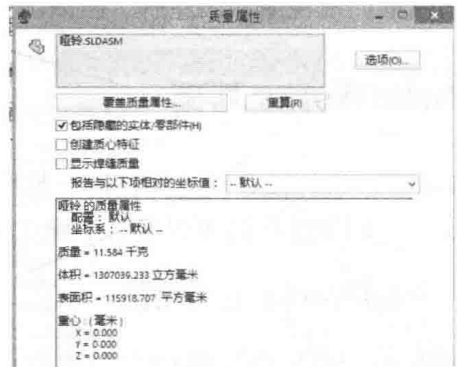 质量属性
哑铃.SLDASM
选项(O)...
覆盖质量属性... 重算(R)
包括隐藏的实体/零部件(H)
创建质心特征
显示焊缝质量
报告与以下项相对的坐标值： -- 默认 --
哑铃 的质量属性
配置： 默认
坐标系： -- 默认 --
质量 = 11.584 千克
体积 = 1307039.233 立方毫米
表面积 = 115918.707 平方毫米
重心 : ( 毫米 )
X = 0.000
Y = 0.000
Z = 0.000